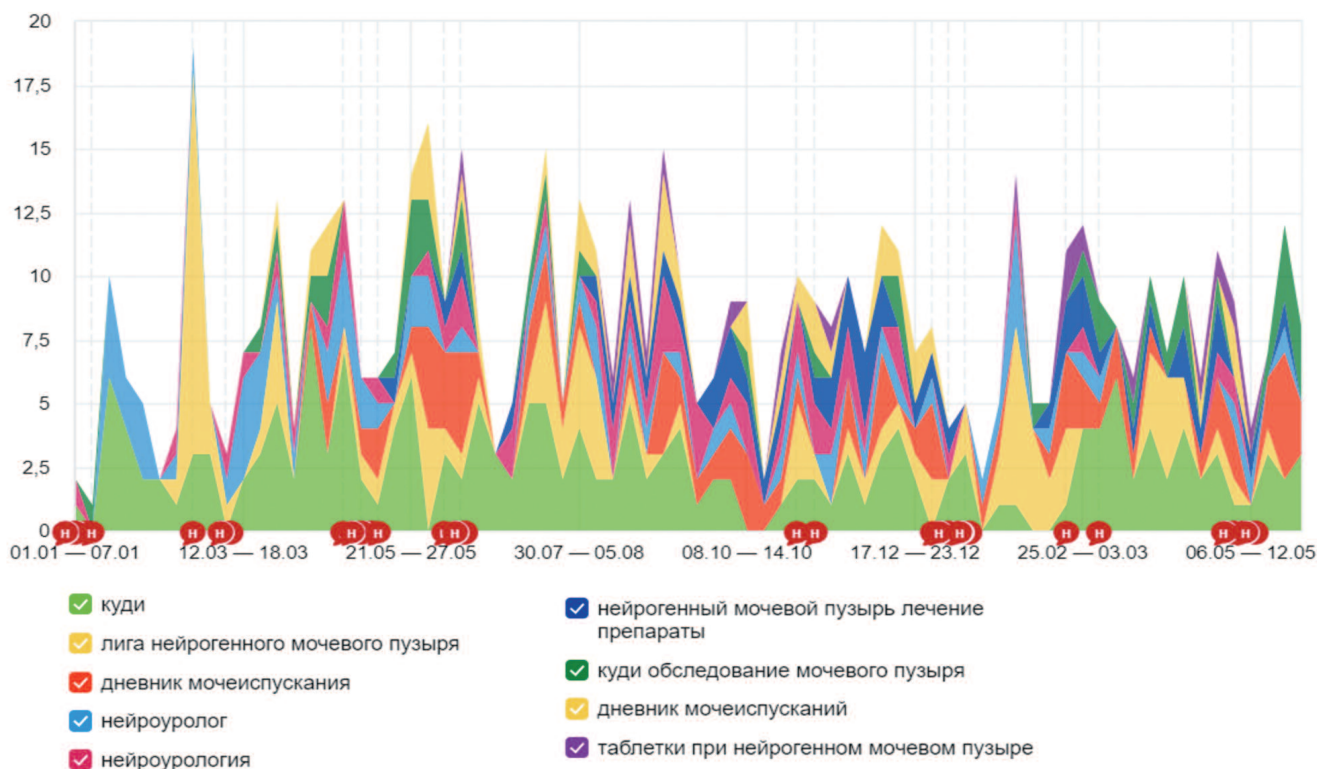 20
17,5
15
12,5
10
7,5
5
2,5
0
н н н н н н н н н н н н н н н
01.01 — 07.01 12.03 — 18.03 21.05 — 27.05 30.07 — 05.08 08.10 — 14.10 17.12 — 23.12 25.02 — 03.03 06.05 — 12.05
куди
лига нейрогенного мочевого пузыря
дневник мочеиспускания
нейроуролог
нейроурология
нейрогенный мочевой пузырь лечение
препараты
куди обследование мочевого пузыря
дневник мочеиспусканий
таблетки при нейрогенном мочевом пузыре